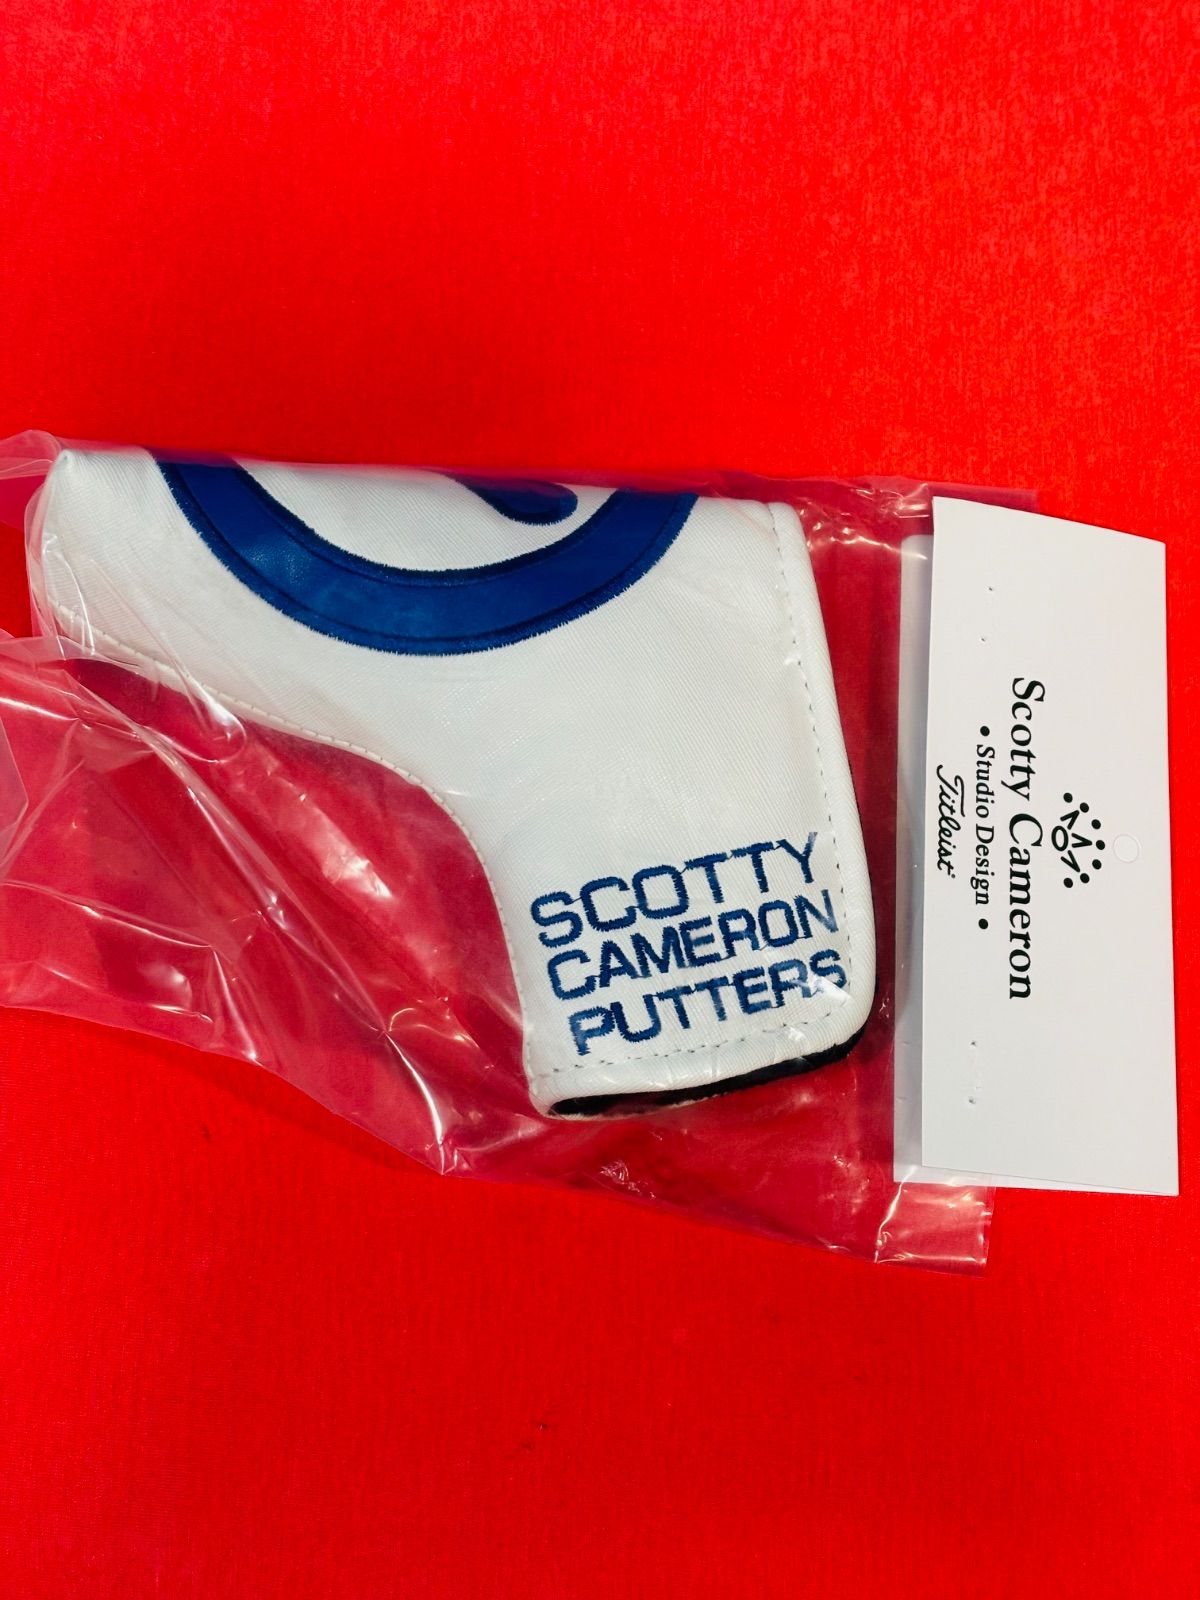 SCOTTY
CAMERON
PUTTERS
Scotty Cameron
• Studio Design •
Titleist®